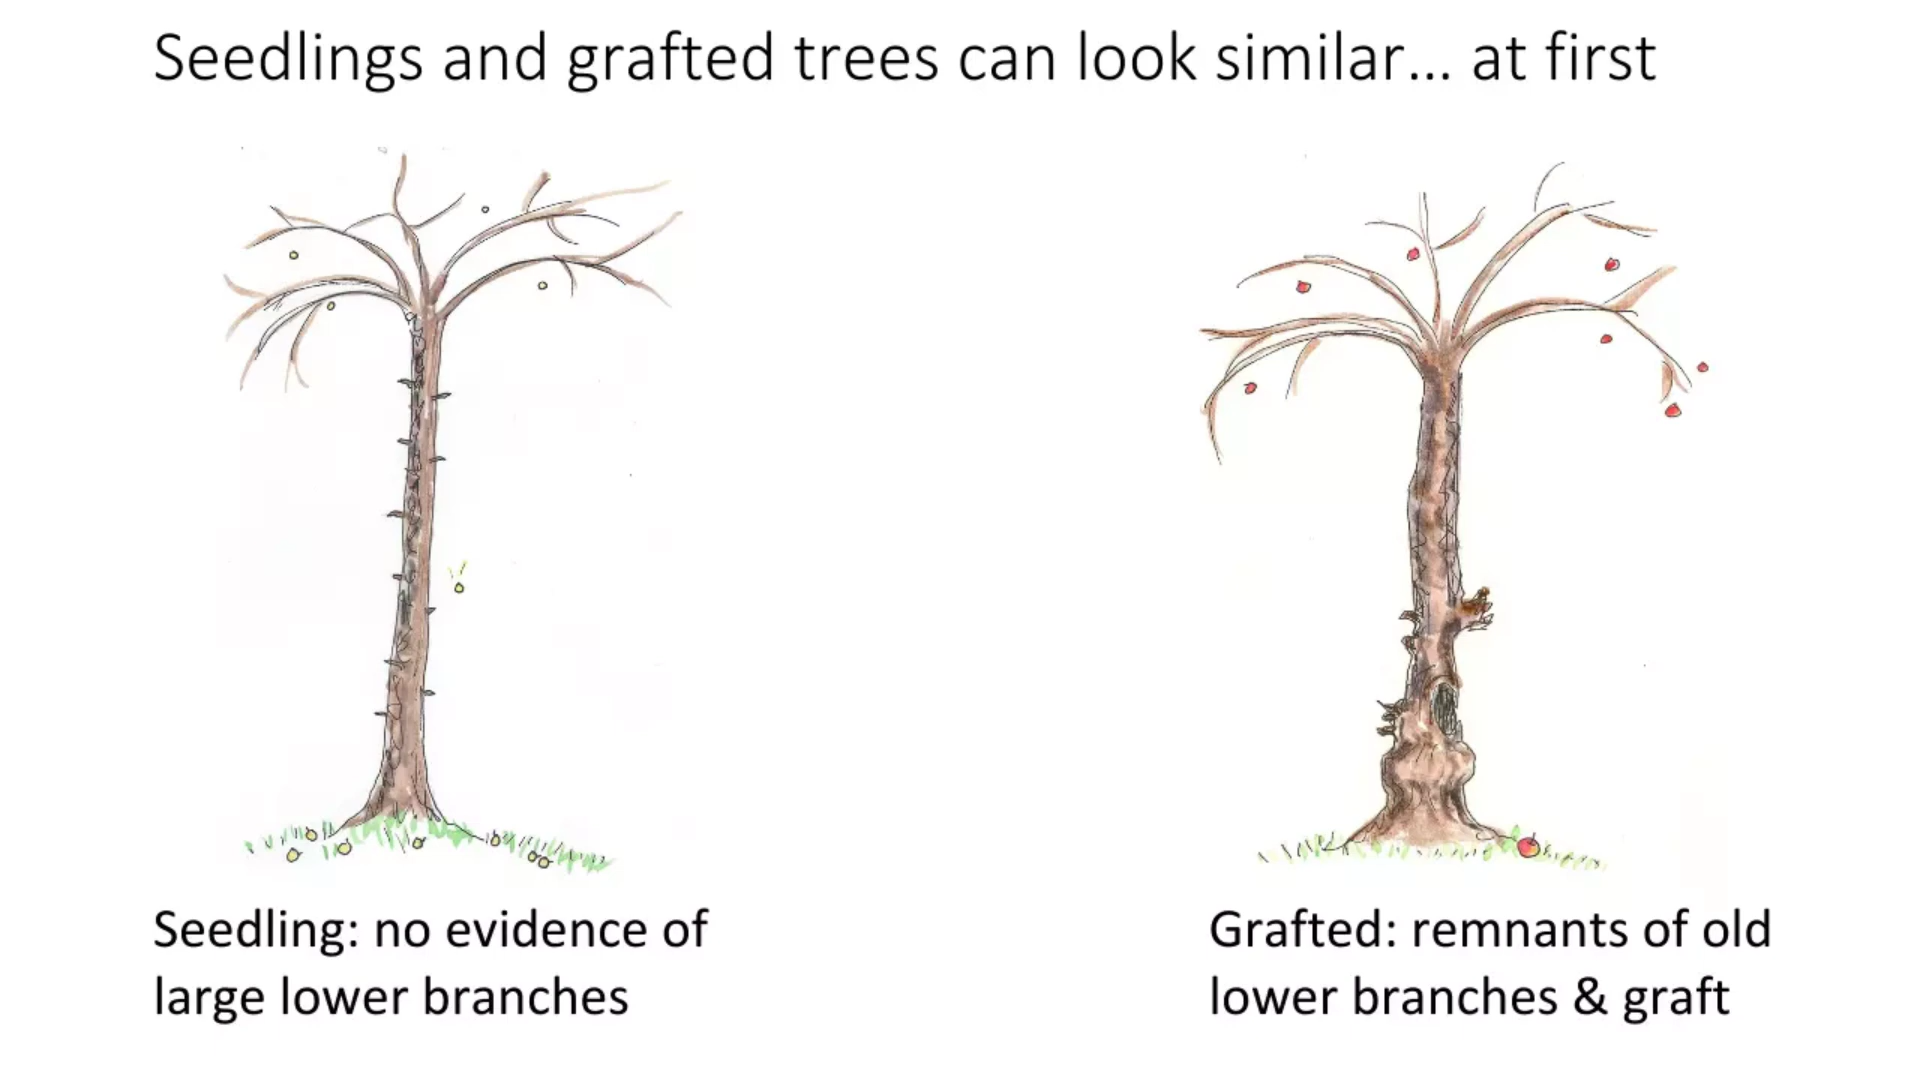 Seedlings and grafted trees can look similar... at first
Seedling: no evidence of
large lower branches
Grafted: remnants of old
lower branches & graft